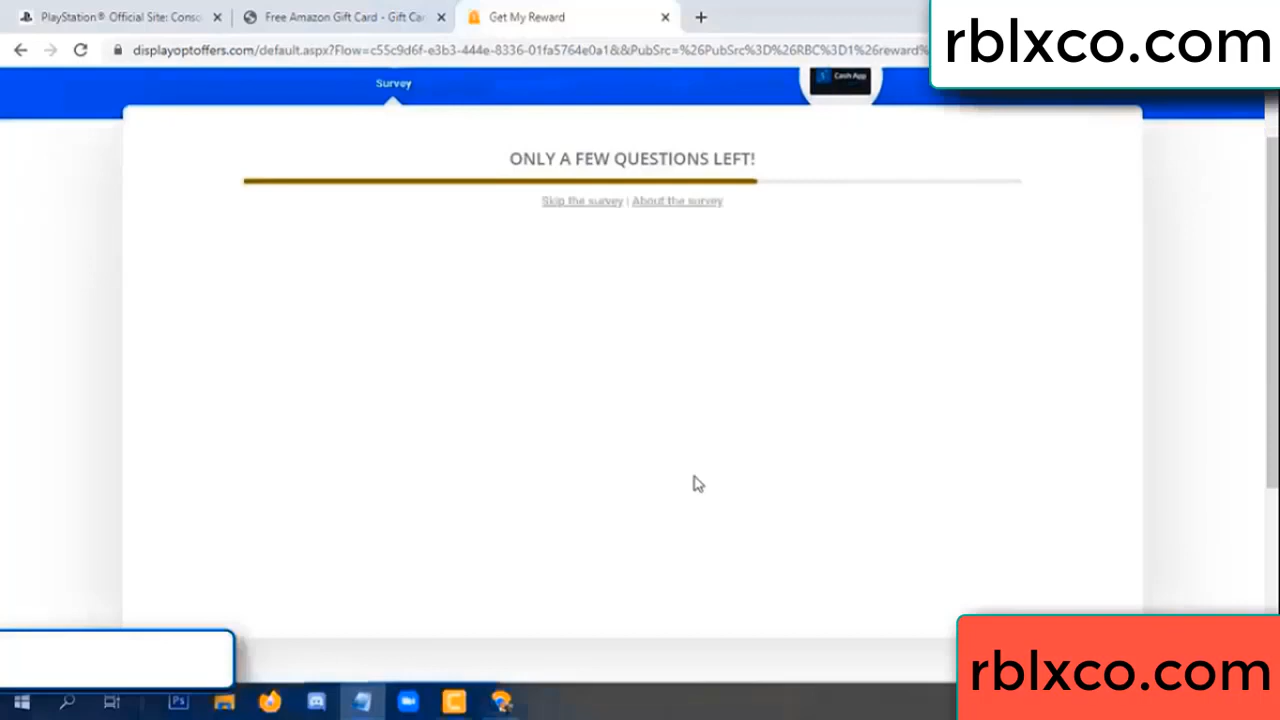 PlayStation® Official Site: Conso
Free Amazon Gift Card - Gift Car
Get My Reward
rblxco.com
displayoptoffers.com/default.aspx?Flow=c55c9d6f-e3b3-444e-8336-01fa5764e0a1&&PubSrc=%26PubSrc%3D%26RBC%3D1%26reward%
Survey
Cash App
ONLY A FEW QUESTIONS LEFT!
Skip the survey | About the survey
rblxco.com
Ps